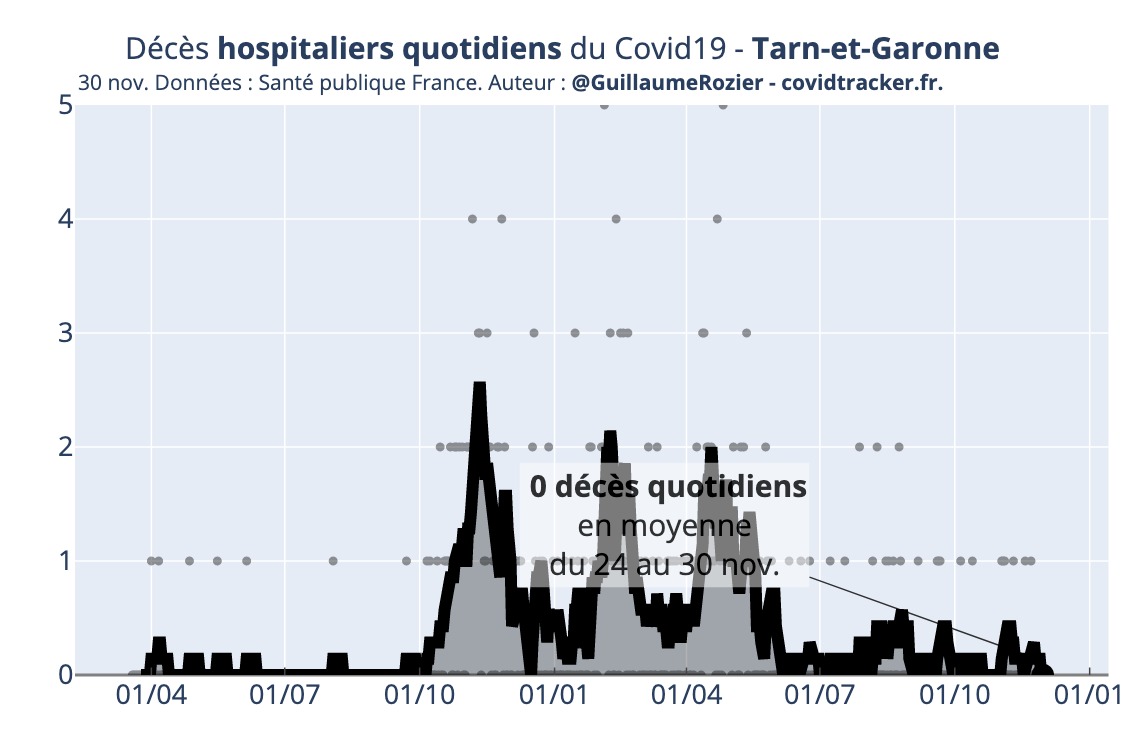 Décès hospitaliers quotidiens du Covid19 - Tarn-et-Garonne
30 nov. Données : Santé publique France. Auteur : @GuillaumeRozier - covidtracker.fr.
5
4
3
2
0 décès quotidiens
en moyenne
1
du 24 au 30 nov.
0
01/04 01/07 01/10 01/01 01/04 01/07 01/10 01/01